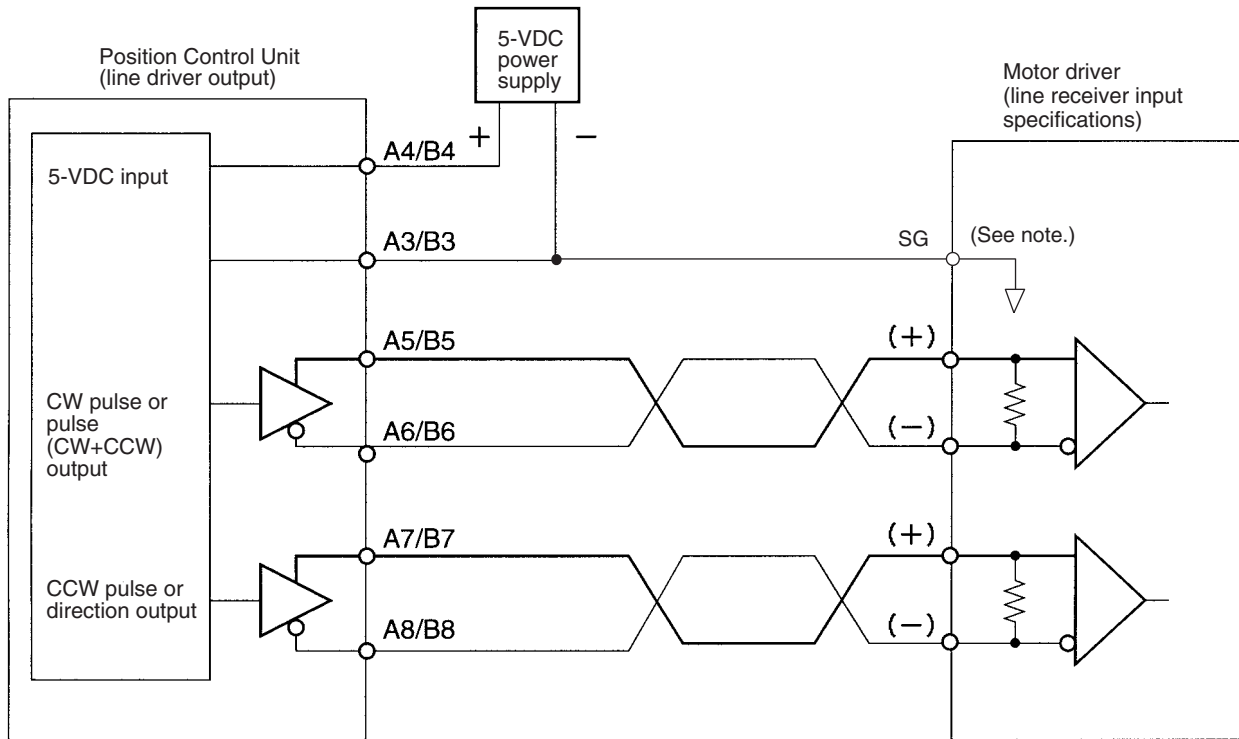 Position Control Unit
(line driver output)
5-VDC
power
supply
Motor driver
(line receiver input
specifications)
+
−
A4/B4
5-VDC input
A3/B3
SG
(See note.)
A5/B5
(+)
CW pulse or
pulse
(CW+CCW)
output
A6/B6
(−)
A7/B7
(+)
CCW pulse or
direction output
A8/B8
(−)